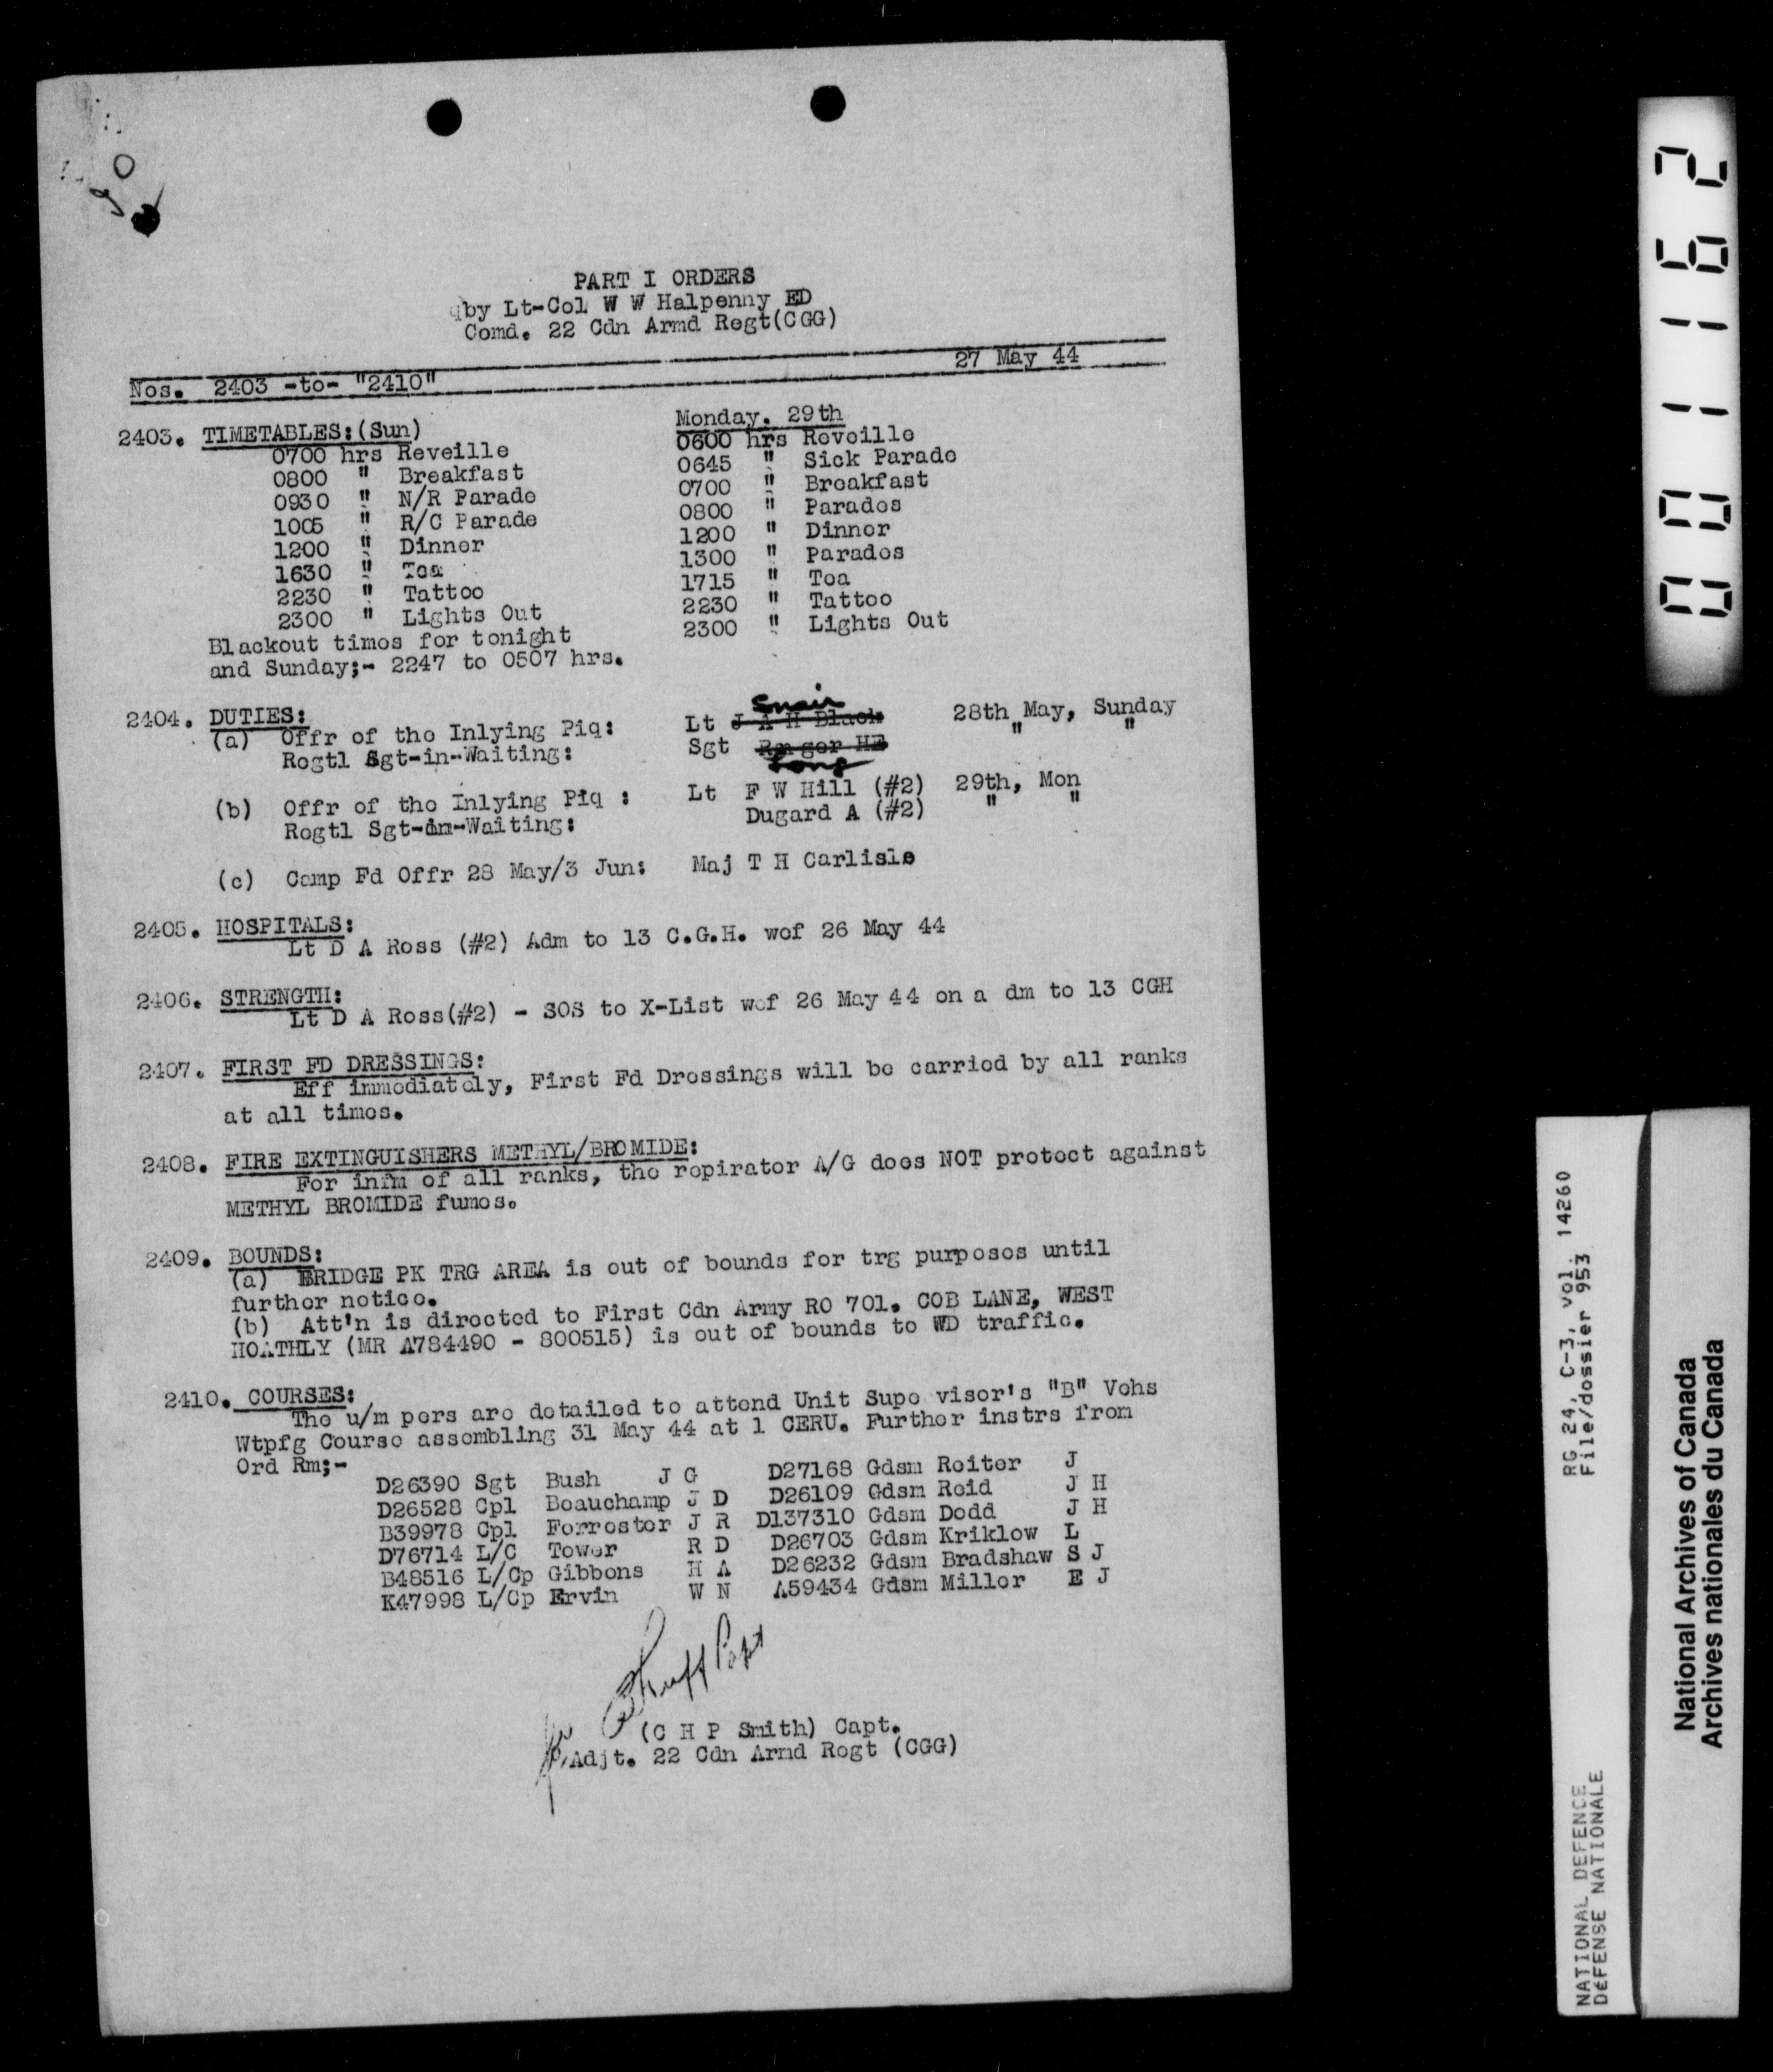 PART I ORDERS
by Lt-Col W W Halpenny ED
Comd. 22 Cdn Armd Regt(CGG)
Nos. 2403 -to- "2410" 27 May 44
2403. TIMETABLES:(Sun) Monday. 29th
0700 hrs Reveille 0600 hrs Reveille
0800 " Breakfast 0645 " Sick Parade
0930 " N/R Parade 0700 " Breakfast
1005 " R/C Parade 0800 " Parades
1200 " Dinner 1200 " Dinner
1630 " Tea 1300 " Parades
2230 " Tattoo 1715 " Tea
2300 " Lights Out 2230 " Tattoo
Blackout times for tonight 2300 " Lights Out
and Sunday;- 2247 to 0507 hrs.
Snair
2404. DUTIES:
(a) Offr of the Inlying Piq: Lt J A H Black 28th May, Sunday
Regtl Sgt-in-Waiting: Sgt HE " "
Long
(b) Offr of the Inlying Piq : Lt F W Hill (#2) 29th, Mon
Regtl Sgt-in-Waiting: Dugard A (#2) " "
(c) Camp Fd Offr 28 May/3 Jun: Maj T H Carlisle
2405. HOSPITALS:
Lt D A Ross (#2) Adm to 13 C.G.H. wef 26 May 44
2406. STRENGTH:
Lt D A Ross(#2) - SOS to X-List wef 26 May 44 on a dm to 13 CGH
2407. FIRST FD DRESSINGS:
Eff immediately, First Fd Dressings will be carried by all ranks
at all times.
2408. FIRE EXTINGUISHERS METHYL/BROMIDE:
For infm of all ranks, the repirator A/G does NOT protect against
METHYL BROMIDE fumes.
2409. BOUNDS:
(a) BRIDGE PK TRG AREA is out of bounds for trg purposes until
further notice.
(b) Att'n is directed to First Cdn Army RO 701. COB LANE, WEST
HOATHLY (MR A784490 - 800515) is out of bounds to WD traffic.
2410. COURSES:
The u/m pers are detailed to attend Unit Supe visor's "B" Vehs
Wtpfg Course assembling 31 May 44 at 1 CERU. Further instrs from
Ord Rm;-
D26390 Sgt Bush J G D27168 Gdsm Reiter J
D26528 Cpl Beauchamp J D D26109 Gdsm Reid J H
B39978 Cpl Forrester J R D137310 Gdsm Dodd J H
D76714 L/C Tower R D D26703 Gdsm Kriklow L
B48516 L/Cp Gibbons H A D26232 Gdsm Bradshaw S J
K47998 L/Cp Ervin W N A59434 Gdsm Miller E J
for
(C H P Smith) Capt.
Adjt. 22 Cdn Armd Regt (CGG)
001162
RG 24, C-3, vol. 14260
File/dossier 953
NATIONAL DEFENCE
DÉFENSE NATIONALE
National Archives of Canada
Archives nationales du Canada